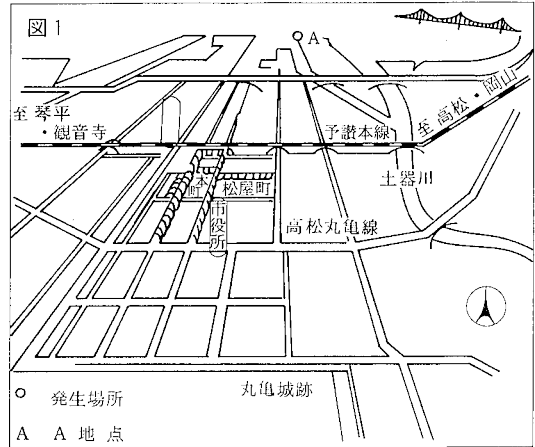 図1
A
至琴平
・観音寺
予讃本線
至高松・岡山
土器川
本町
松屋町
市役所
高松丸亀線
丸亀城跡
○ 発生場所
A A地点